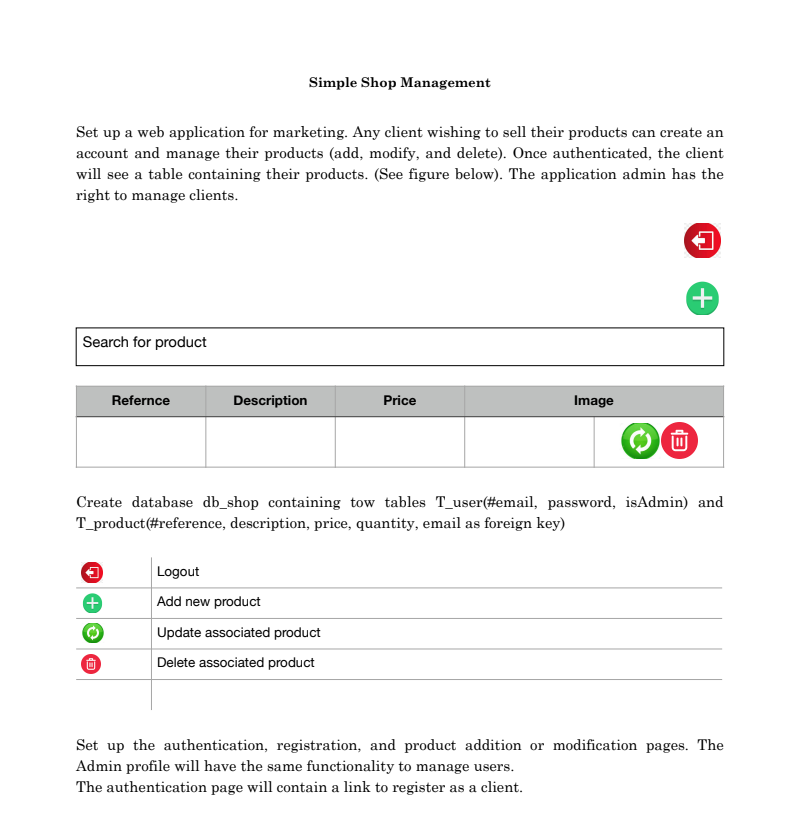 Simple Shop Management
Set up a web application for marketing. Any client wishing to sell their products can create an
account and manage their products (add, modify, and delete). Once authenticated, the client
will see a table containing their products. (See figure below). The application admin has the
right to manage clients.
Search for product
Refernce Description Price Image
Create database db_shop containing tow tables T_user(#email, password, isAdmin) and
T_product(#reference, description, price, quantity, email as foreign key)
Logout
Add new product
Update associated product
Delete associated product
Set up the authentication, registration, and product addition or modification pages. The
Admin profile will have the same functionality to manage users.
The authentication page will contain a link to register as a client.